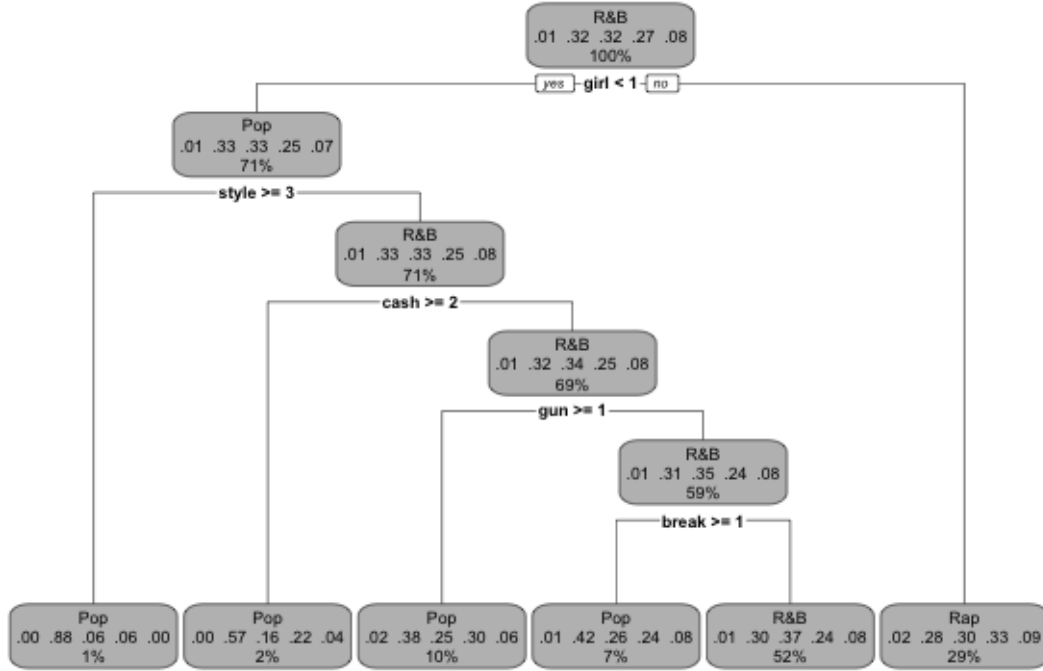 R&B
.01 .32 .32 .27 .08
100%
yes girl < 1 no
Pop
.01 .33 .33 .25 .07
71%
style >= 3
R&B
.01 .33 .33 .25 .08
71%
cash >= 2
R&B
.01 .32 .34 .25 .08
69%
gun >= 1
R&B
.01 .31 .35 .24 .08
59%
break >= 1
Pop
.00 .88 .06 .06 .00
1%
Pop
.00 .57 .16 .22 .04
2%
Pop
.02 .38 .25 .30 .06
10%
Pop
.01 .42 .26 .24 .08
7%
R&B
.01 .30 .37 .24 .08
52%
Rap
.02 .28 .30 .33 .09
29%